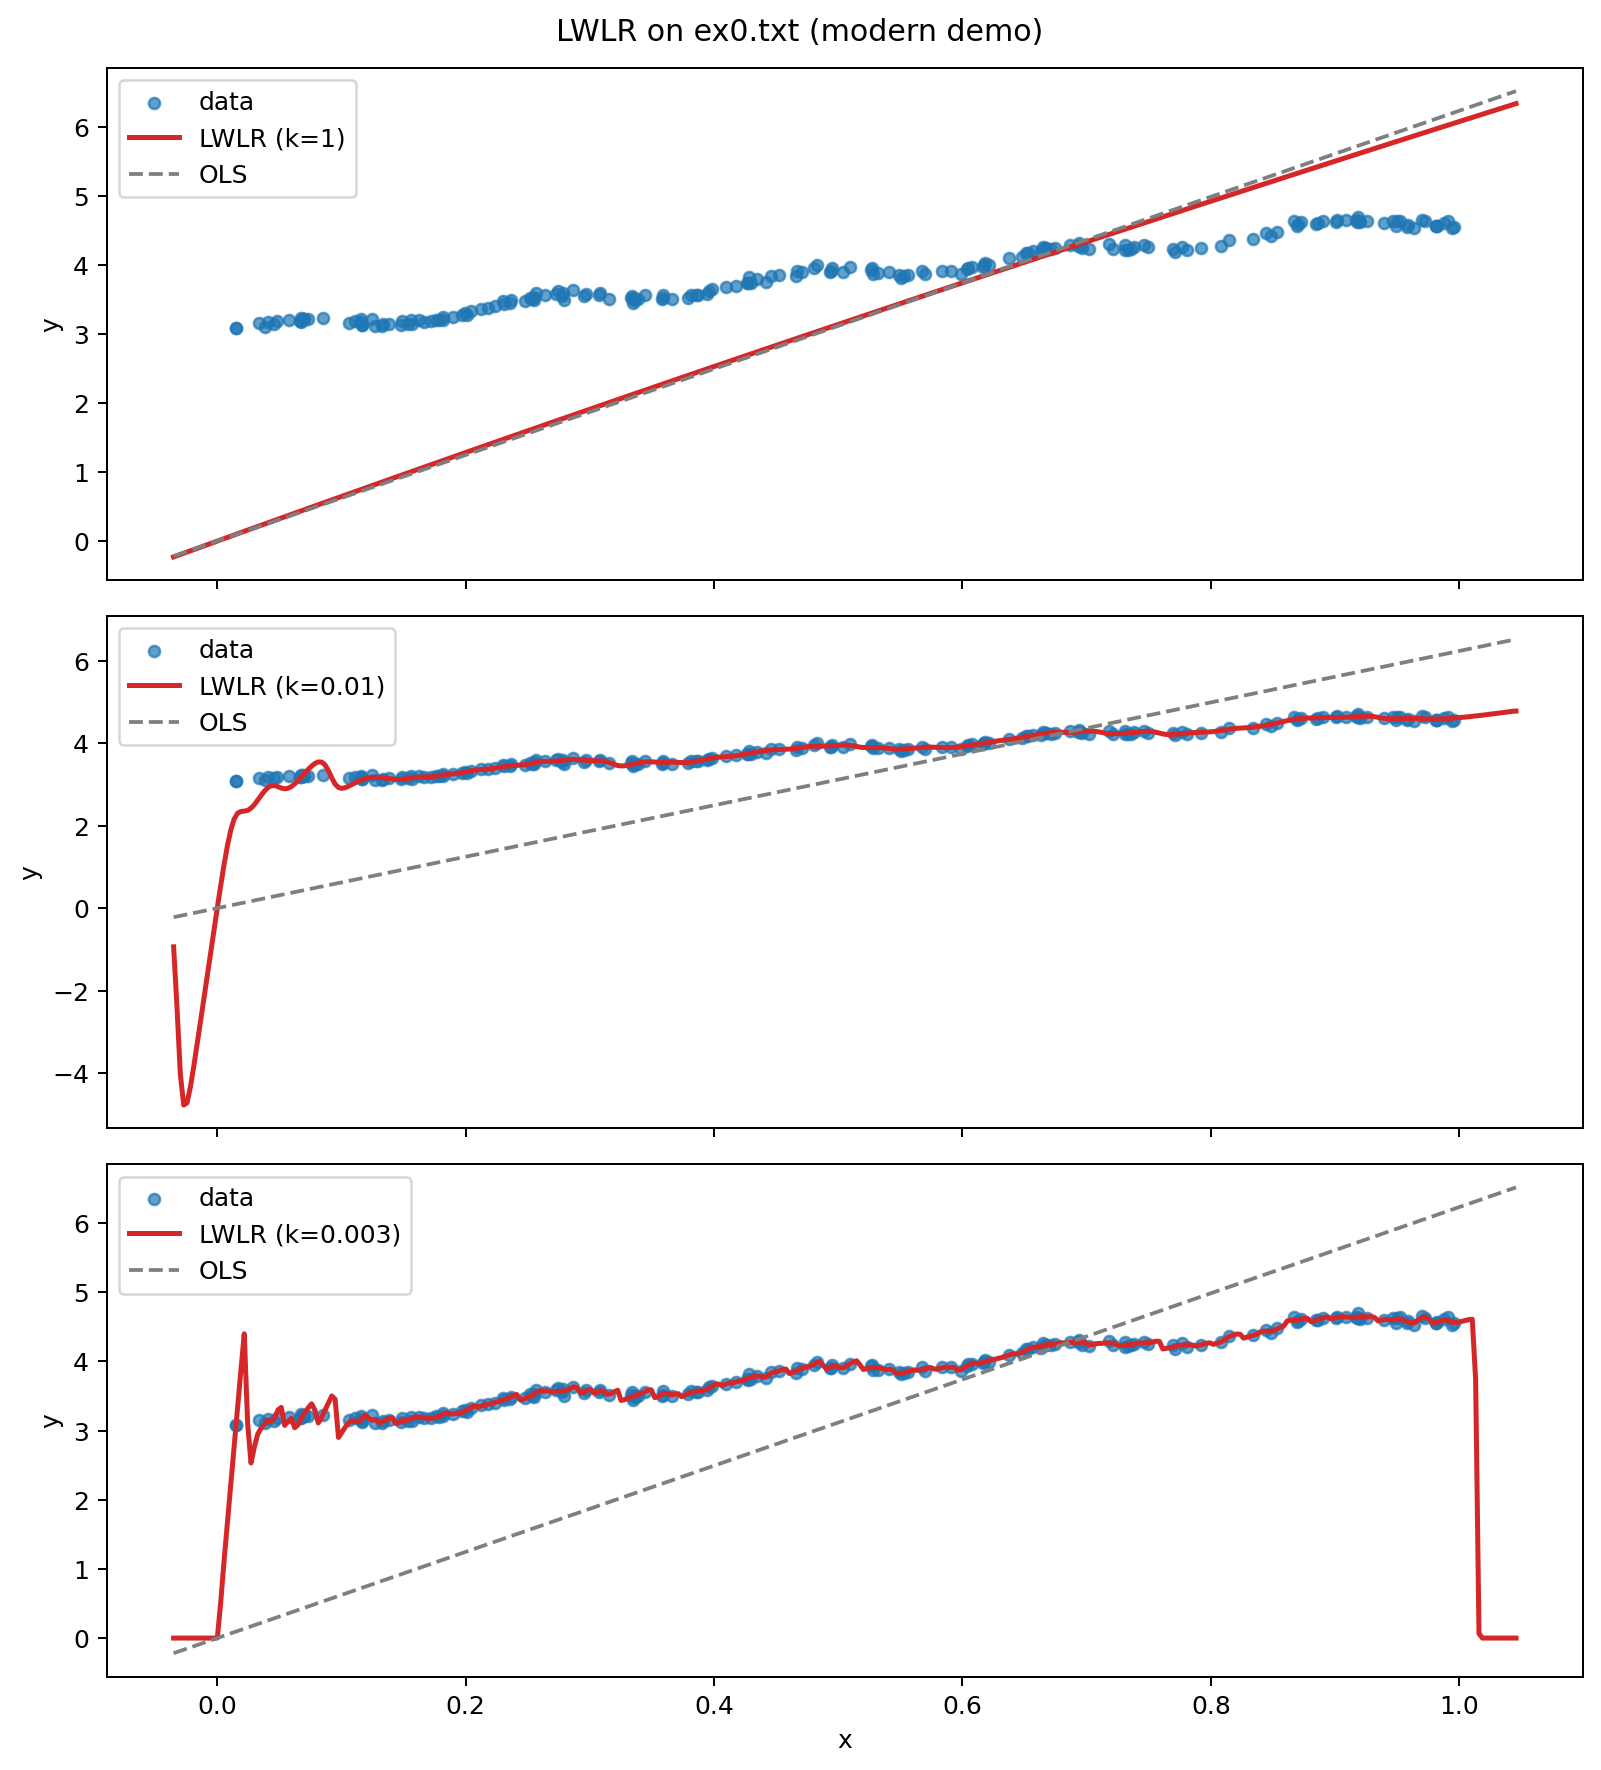 LWLR on ex0.txt (modern demo)
data
LWLR (k=1)
OLS
6
5
4
3
2
1
0
y
data
LWLR (k=0.01)
OLS
6
4
2
0
−2
−4
y
data
LWLR (k=0.003)
OLS
6
5
4
3
2
1
0
y
0.0 0.2 0.4 0.6 0.8 1.0
x